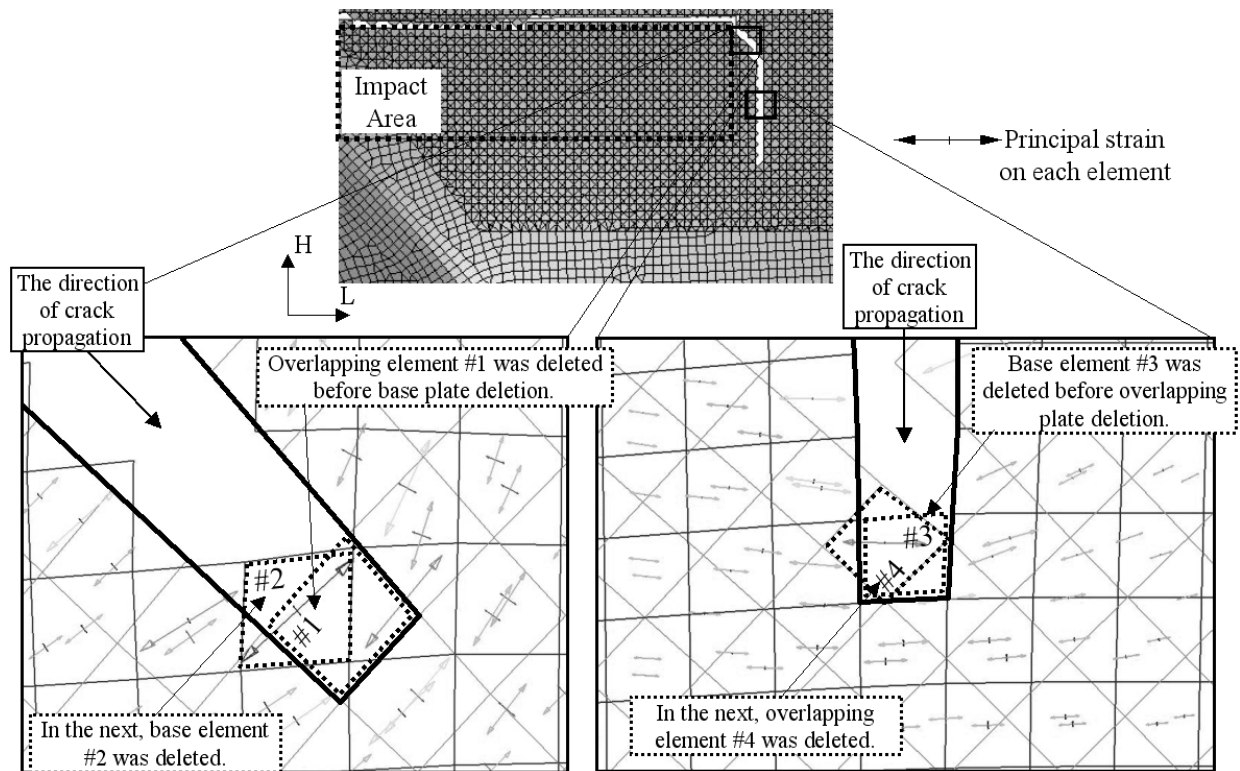 Impact
Area
Principal strain
on each element
H
L
The direction
of crack
propagation
The direction
of crack
propagation
Overlapping element #1 was deleted
before base plate deletion.
Base element #3 was
deleted before overlapping
plate deletion.
#2
#1
#3
#4
In the next, base element
#2 was deleted.
In the next, overlapping
element #4 was deleted.